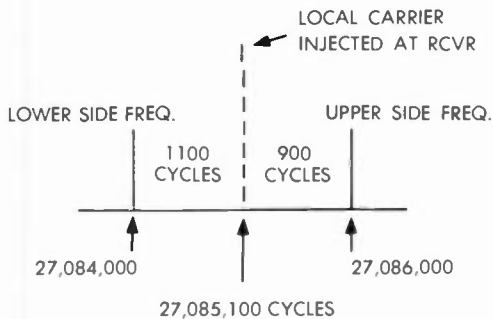 LOCAL CARRIER
INJECTED AT RCVR
LOWER SIDE FREQ.
UPPER SIDE FREQ.
1100
CYCLES
900
CYCLES
27,084,000
27,086,000
27,085,100 CYCLES